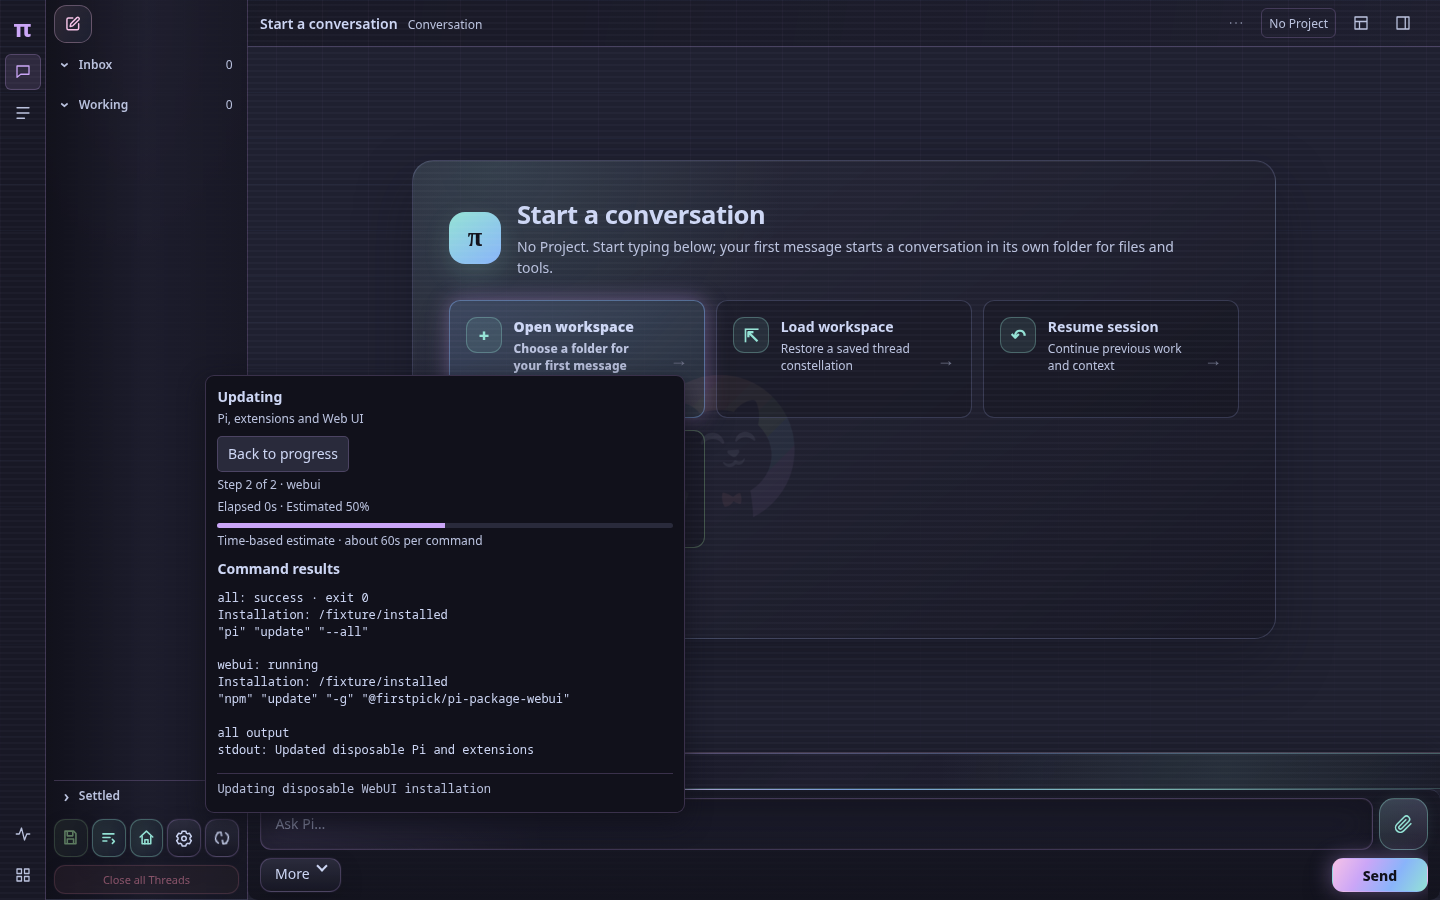 π
Inbox 0
Working 0
Settled
Close all Threads
Start a conversation Conversation
... No Project
π
Start a conversation
No Project. Start typing below; your first message starts a conversation in its own folder for files and
tools.
+
Open workspace
Choose a folder for
your first message
→
Load workspace
Restore a saved thread
constellation
→
Resume session
Continue previous work
and context
→
Updating
Pi, extensions and Web UI
Back to progress
Step 2 of 2 · webui
Elapsed 0s · Estimated 50%
Time-based estimate · about 60s per command
Command results
all: success · exit 0
Installation: /fixture/installed
"pi" "update" "--all"
webui: running
Installation: /fixture/installed
"npm" "update" "-g" "@firstpick/pi-package-webui"
all output
stdout: Updated disposable Pi and extensions
Updating disposable WebUI installation
Ask Pi...
More
Send